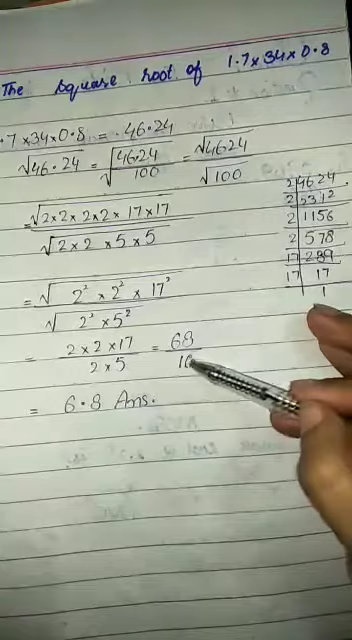 The square root of 1.7×34×0.8
.7×34×0.8 = .46.24
√46.24 = √46.24/100 = √4624/√100
= √2×2×2×2×17×17/√2×2×5×5
= √2²×2²×17²/√2²×5²
= 2×2×17/2×5 = 68/10
= 6.8 Ans.
2 4624
2 2312
2 1156
2 578
17 289
17 17
1